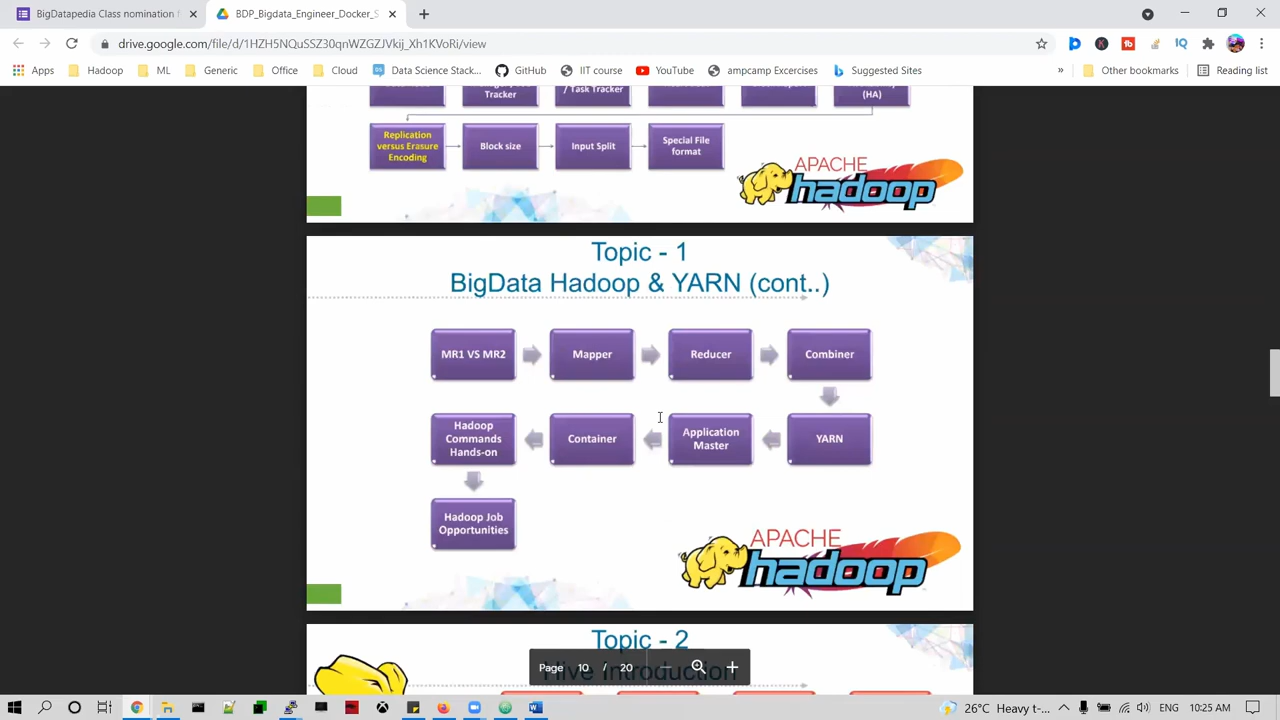 BigDatapedia Class nomination f
BDP_Bigdata_Engineer_Docker_S
drive.google.com/file/d/1HZH5NQuSSZ30qnWZGZJVkij_Xh1KVoRi/view
Apps
Hadoop
ML
Generic
Office
Cloud
Data Science Stack...
GitHub
IIT course
YouTube
ampcamp Excercises
Suggested Sites
»
Other bookmarks
Reading list
Tracker
/ Task Tracker
(HA)
Replication
versus Erasure
Encoding
Block size
Input Split
Special File
format
APACHE
hadoop
Topic - 1
BigData Hadoop & YARN (cont..)
MR1 VS MR2
Mapper
Reducer
Combiner
Hadoop
Commands
Hands-on
Container
Application
Master
YARN
Hadoop Job
Opportunities
APACHE
hadoop
Topic - 2
Hive Introduction
Page 10 / 20
26°C Heavy t...
ENG
10:25 AM